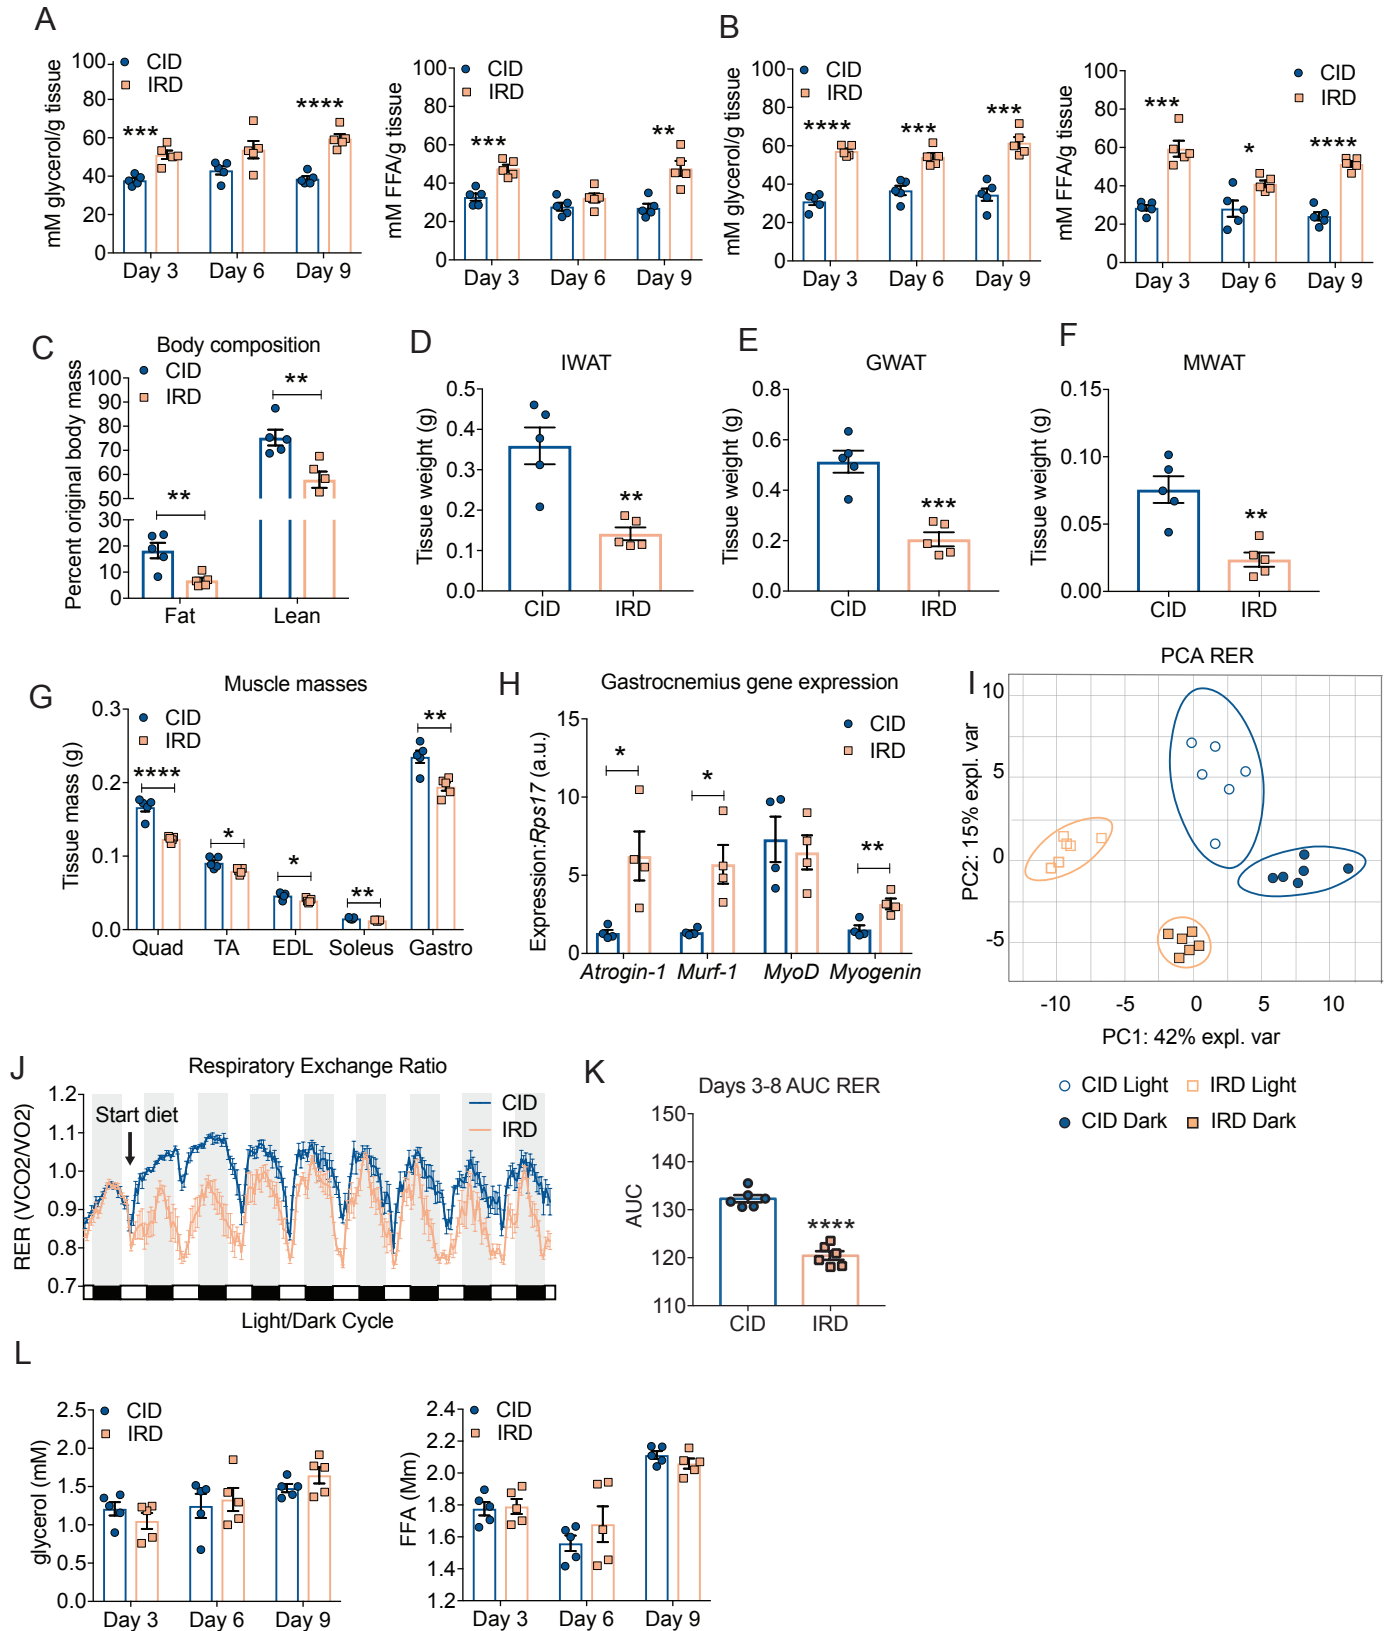 A
CID
IRD
mM glycerol/g tissue
100
80
60
40
20
0
***
****
Day 3 Day 6 Day 9
CID
IRD
mM FFA/g tissue
100
80
60
40
20
0
***
**
Day 3 Day 6 Day 9
B
CID
IRD
mM glycerol/g tissue
100
80
60
40
20
0
****
***
***
Day 3 Day 6 Day 9
CID
IRD
mM FFA/g tissue
100
80
60
40
20
0
***
*
****
Day 3 Day 6 Day 9
C
Body composition
CID
IRD
Percent original body mass
100
90
80
70
60
50
30
20
10
0
**
**
Fat Lean
D
IWAT
Tissue weight (g)
0.5
0.4
0.3
0.2
0.1
0.0
**
CID IRD
E
GWAT
Tissue weight (g)
0.8
0.6
0.4
0.2
0.0
***
CID IRD
F
MWAT
Tissue weight (g)
0.15
0.10
0.05
0.00
**
CID IRD
G
Muscle masses
CID
IRD
Tissue mass (g)
0.3
0.2
0.1
0.0
****
*
*
**
**
Quad TA EDL Soleus Gastro
H
Gastrocnemius gene expression
CID
IRD
Expression:Rps17 (a.u.)
15
10
5
0
*
*
**
Atrogin-1 Murf-1 MyoD Myogenin
I
PCA RER
PC2: 15% expl. var
10
5
0
-5
-10 -5 0 5 10
PC1: 42% expl. var
CID Light IRD Light
CID Dark IRD Dark
J
Respiratory Exchange Ratio
RER (VCO2/VO2)
1.2
1.1
1.0
0.9
0.8
0.7
Start diet
CID
IRD
Light/Dark Cycle
K
Days 3-8 AUC RER
AUC
150
140
130
120
110
****
CID IRD
L
CID
IRD
glycerol (mM)
2.5
2.0
1.5
1.0
0.5
0.0
Day 3 Day 6 Day 9
CID
IRD
FFA (Mm)
2.4
2.2
2.0
1.8
1.6
1.4
1.2
Day 3 Day 6 Day 9